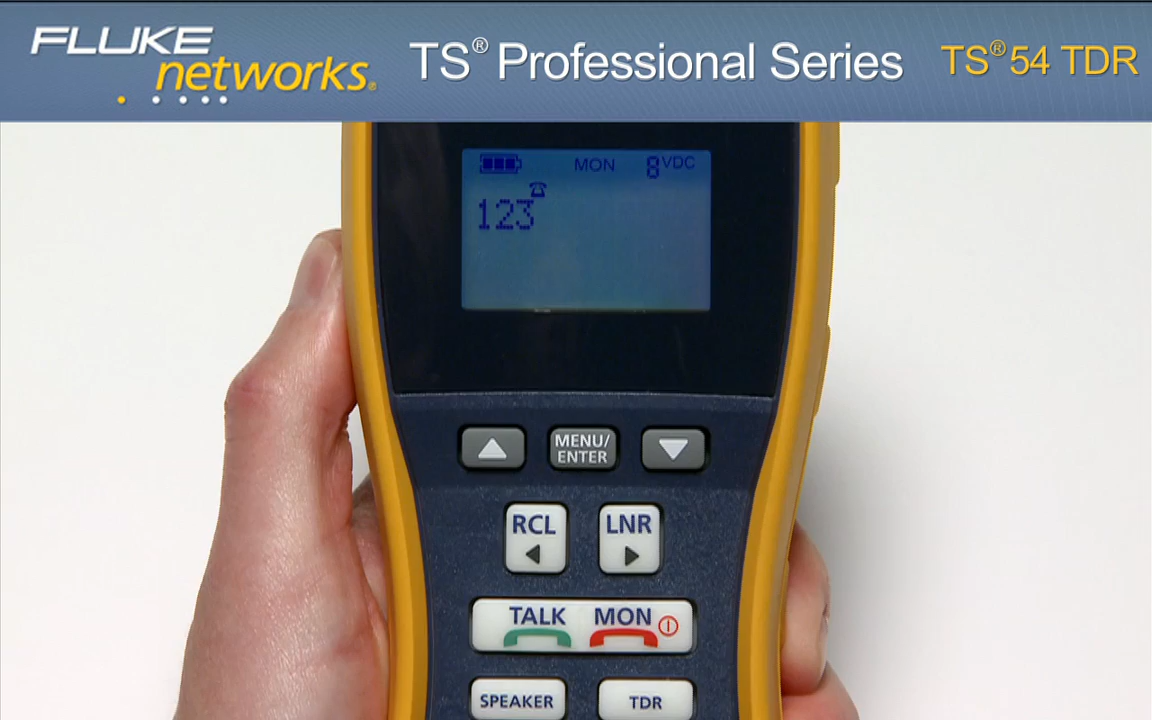 FLUKE networks®
TS® Professional Series TS®54 TDR
MON 8VDC
123
MENU/
ENTER
RCL LNR
TALK MON
SPEAKER TDR